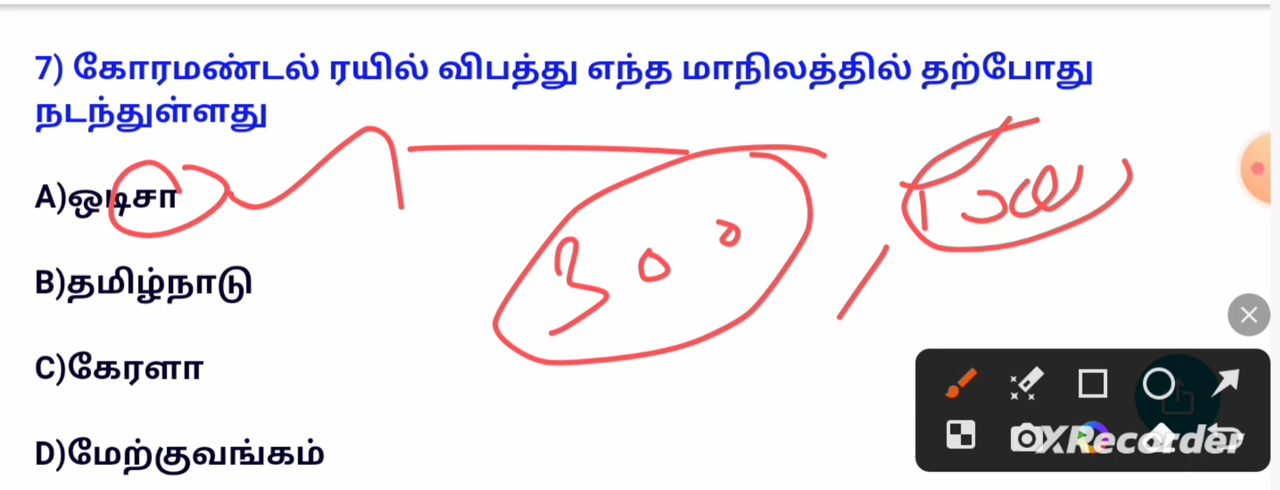 7) கோரமண்டல் ரயில் விபத்து எந்த மாநிலத்தில் தற்போது
நடந்துள்ளது
A)ஒடிசா
300
B)தமிழ்நாடு
C)கேரளா
D)மேற்குவங்கம்
XRecorder